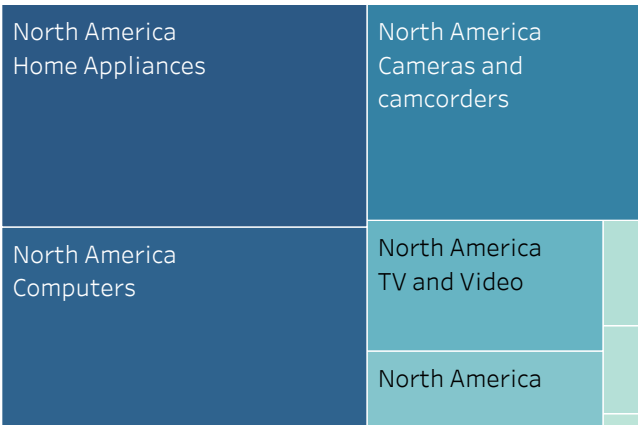 North America
Home Appliances
North America
Cameras and
camcorders
North America
Computers
North America
TV and Video
North America